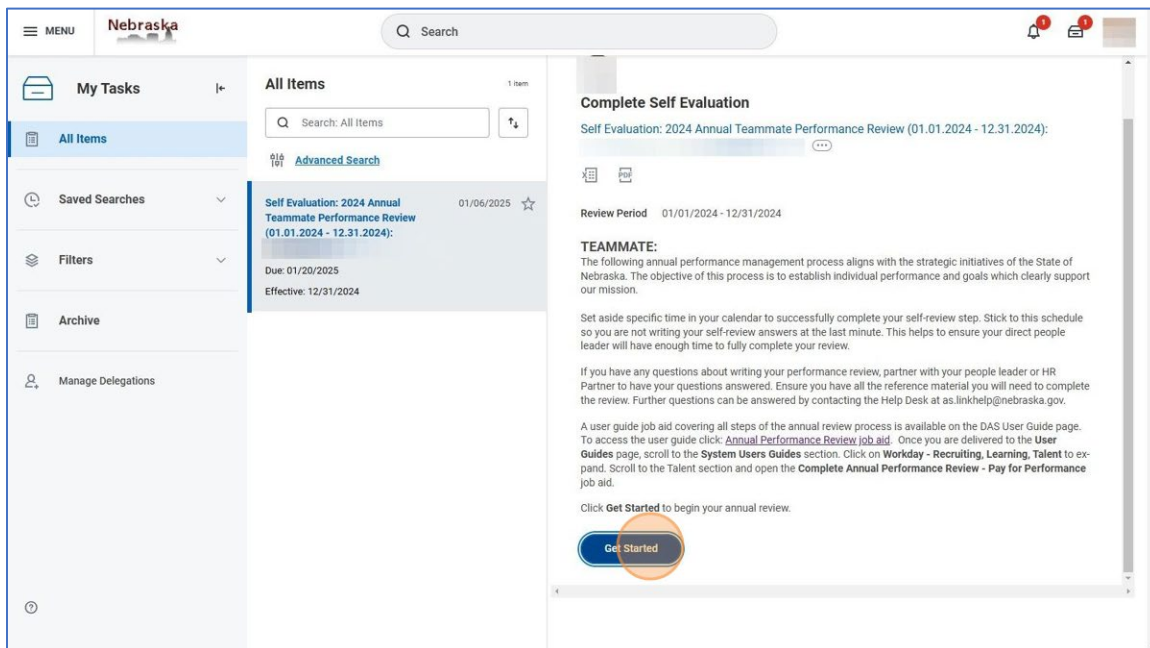 MENU
Nebraska
Search
1
1
My Tasks
All Items
Saved Searches
Filters
Archive
Manage Delegations
All Items
1 item
Search: All Items
Advanced Search
Self Evaluation: 2024 Annual
Teammate Performance Review
(01.01.2024 - 12.31.2024):
01/06/2025
Due: 01/20/2025
Effective: 12/31/2024
Complete Self Evaluation
Self Evaluation: 2024 Annual Teammate Performance Review (01.01.2024 - 12.31.2024):
PDF
Review Period 01/01/2024 - 12/31/2024
TEAMMATE:
The following annual performance management process aligns with the strategic initiatives of the State of
Nebraska. The objective of this process is to establish individual performance and goals which clearly support
our mission.
Set aside specific time in your calendar to successfully complete your self-review step. Stick to this schedule
so you are not writing your self-review answers at the last minute. This helps to ensure your direct people
leader will have enough time to fully complete your review.
If you have any questions about writing your performance review, partner with your people leader or HR
Partner to have your questions answered. Ensure you have all the reference material you will need to complete
the review. Further questions can be answered by contacting the Help Desk at as.linkhelp@nebraska.gov.
A user guide job aid covering all steps of the annual review process is available on the DAS User Guide page.
To access the user guide click: Annual Performance Review job aid. Once you are delivered to the User
Guides page, scroll to the System Users Guides section. Click on Workday - Recruiting, Learning, Talent to ex-
pand. Scroll to the Talent section and open the Complete Annual Performance Review - Pay for Performance
job aid.
Click Get Started to begin your annual review.
Get Started